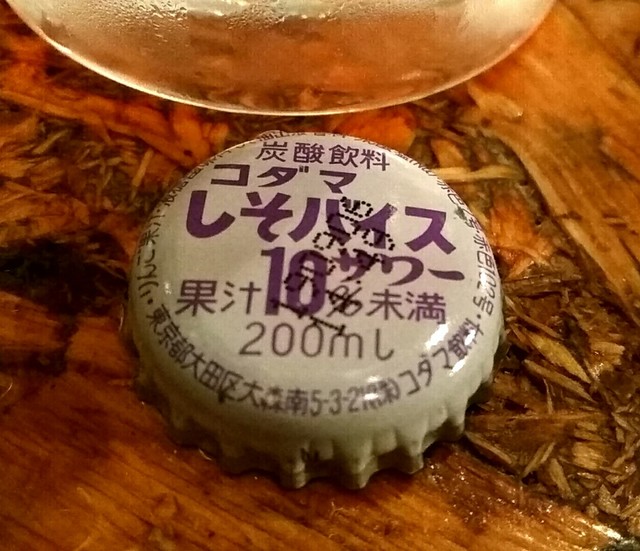 炭酸飲料
コダマ
しそバイス
サワー
果汁10%未満
200ml
東京都大田区大森南5-3-2(株)コダマ飲料